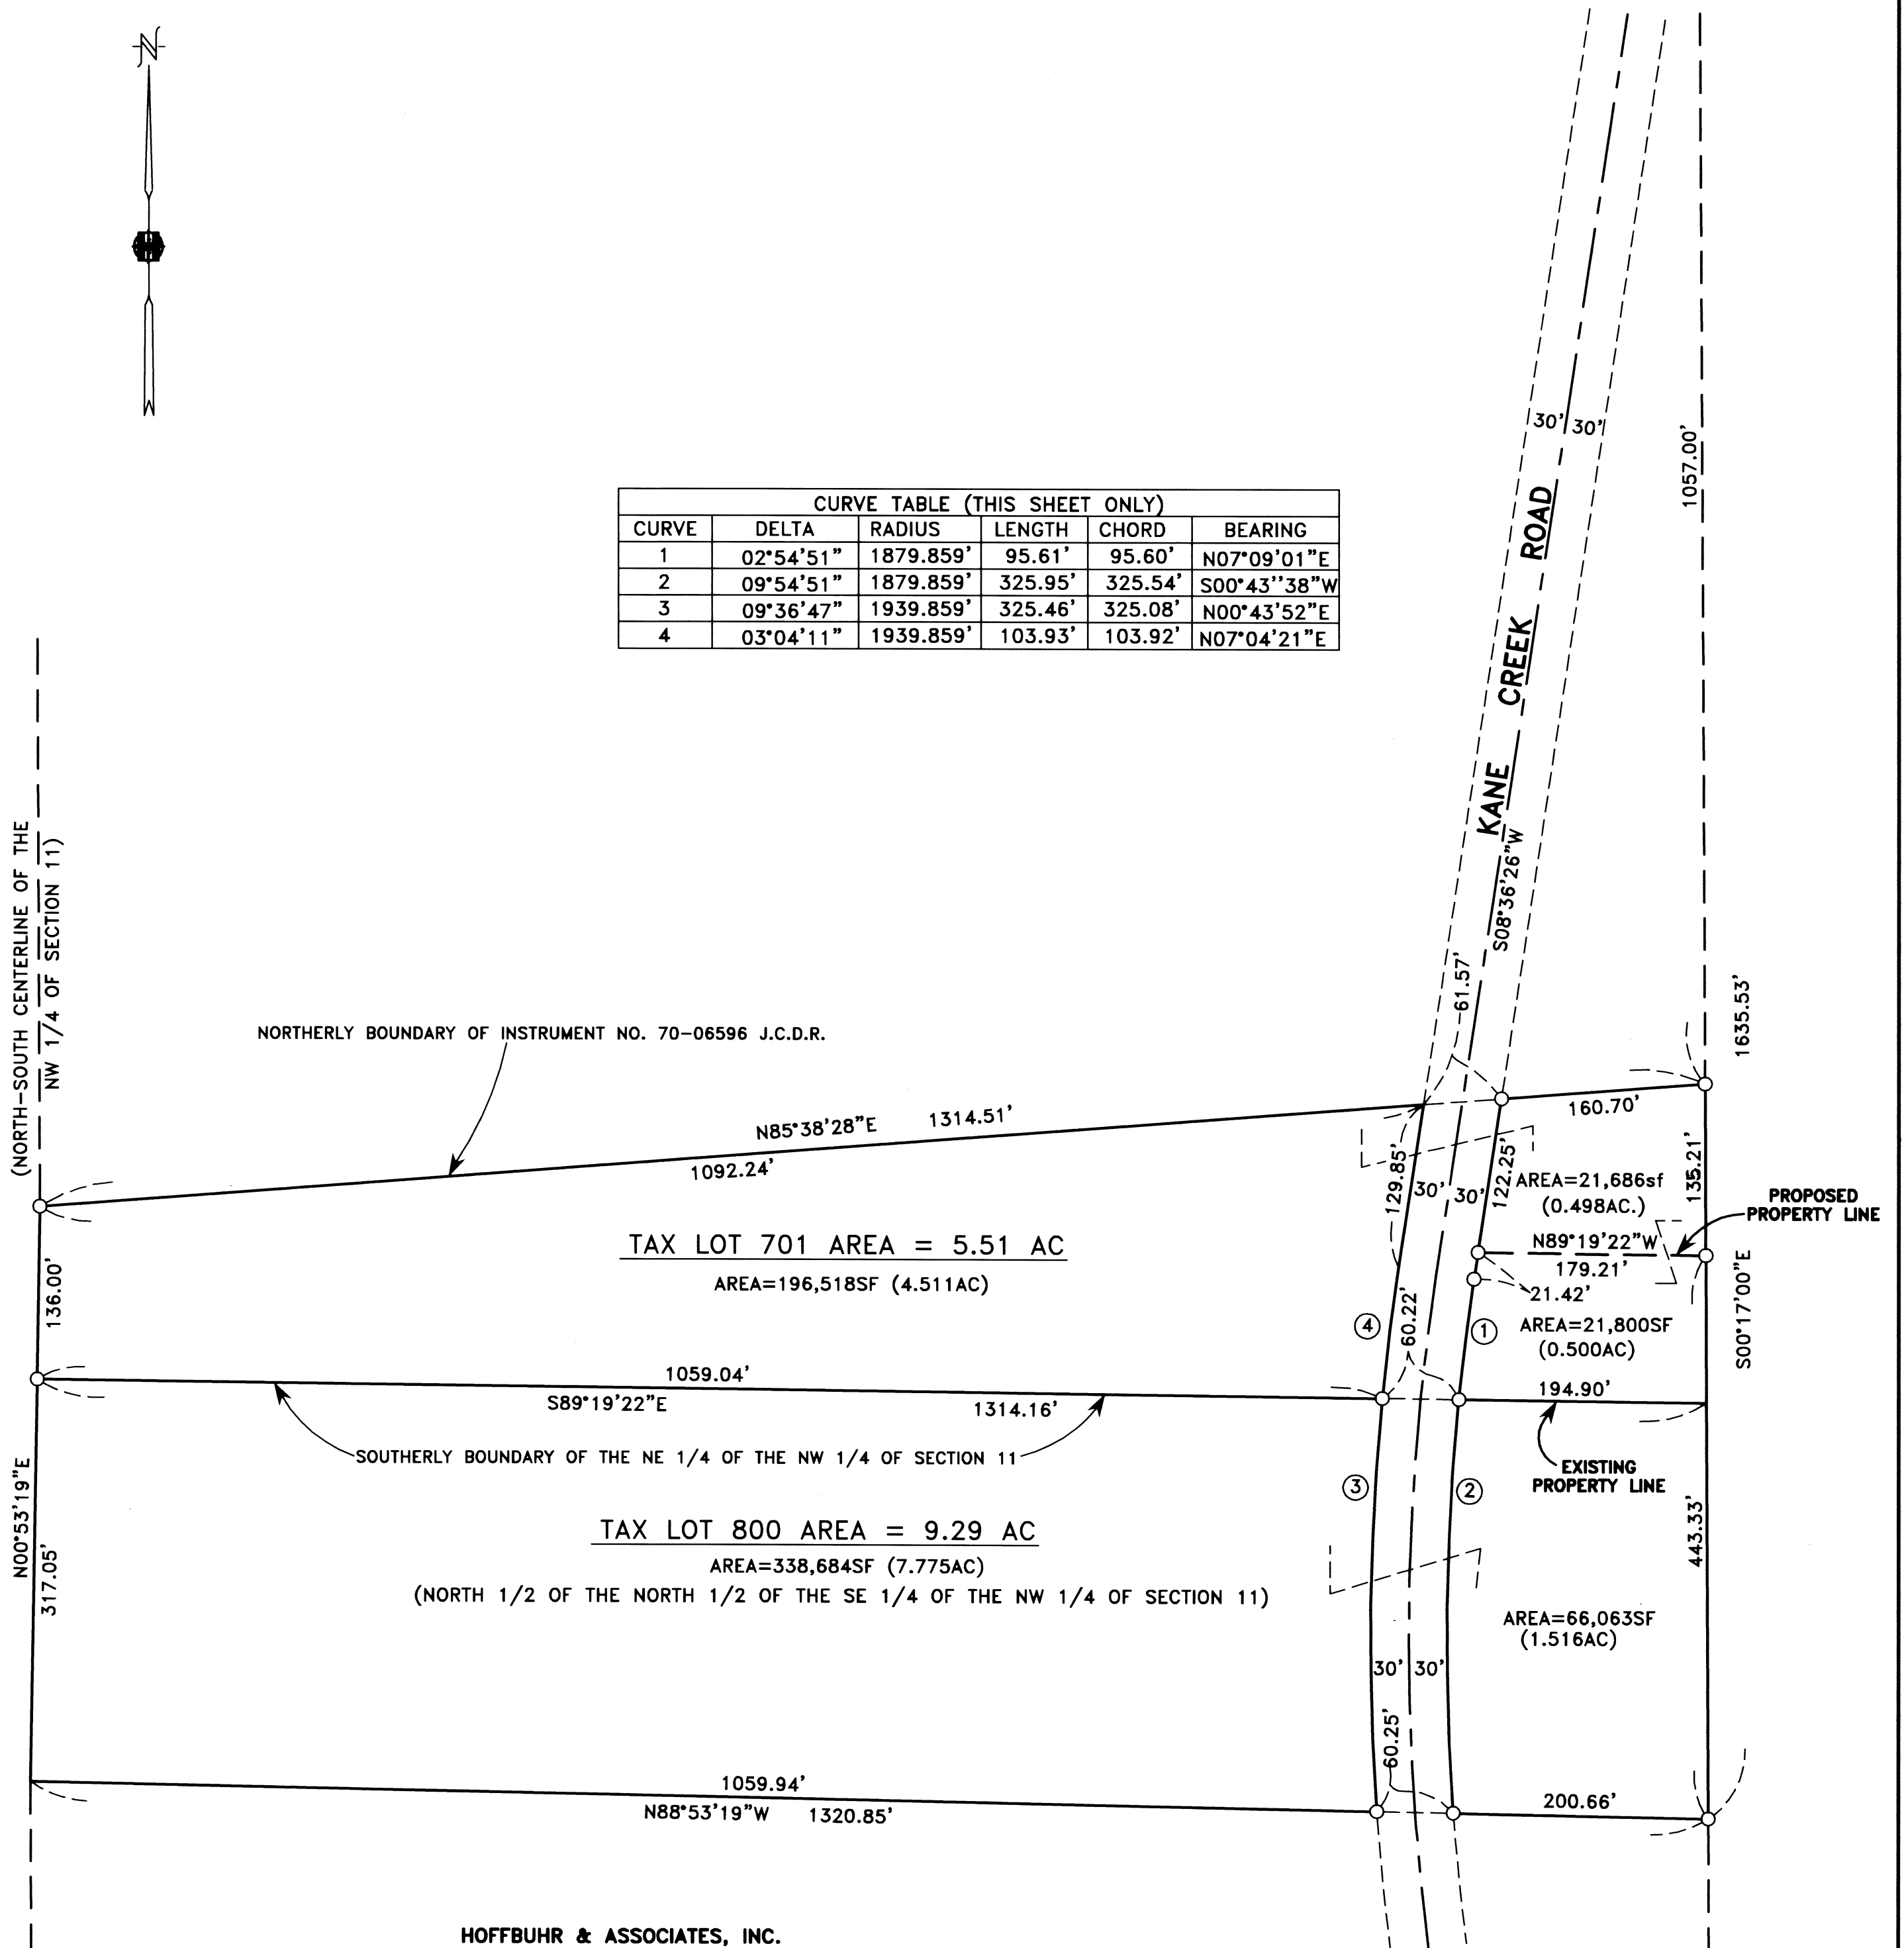 N
30' 30'
1057.00'
CURVE TABLE (THIS SHEET ONLY)
CURVE DELTA RADIUS LENGTH CHORD BEARING
1 02°54'51" 1879.859' 95.61' 95.60' N07°09'01"E
2 09°54'51" 1879.859' 325.95' 325.54' S00°43''38"W
3 09°36'47" 1939.859' 325.46' 325.08' N00°43'52"E
4 03°04'11" 1939.859' 103.93' 103.92' N07°04'21"E
KANE CREEK ROAD
S08°36'26"W
(NORTH-SOUTH CENTERLINE OF THE
NW 1/4 OF SECTION 11)
61.57'
1635.53'
NORTHERLY BOUNDARY OF INSTRUMENT NO. 70-06596 J.C.D.R.
N85°38'28"E 1314.51'
1092.24'
160.70'
129.85'
30' 30'
122.25'
135.21'
AREA=21,686sf
(0.498AC.)
PROPOSED
PROPERTY LINE
TAX LOT 701 AREA = 5.51 AC
AREA=196,518SF (4.511AC)
N89°19'22"W
179.21'
21.42'
136.00'
4
60.22'
1
AREA=21,800SF
(0.500AC)
S00°17'00"E
1059.04'
S89°19'22"E
1314.16'
194.90'
SOUTHERLY BOUNDARY OF THE NE 1/4 OF THE NW 1/4 OF SECTION 11
EXISTING
PROPERTY LINE
3
2
N00°53'19"E
317.05'
443.33'
TAX LOT 800 AREA = 9.29 AC
AREA=338,684SF (7.775AC)
(NORTH 1/2 OF THE NORTH 1/2 OF THE SE 1/4 OF THE NW 1/4 OF SECTION 11)
AREA=66,063SF
(1.516AC)
30' 30'
60.25'
1059.94'
N88°53'19"W 1320.85'
200.66'
HOFFBUHR & ASSOCIATES, INC.